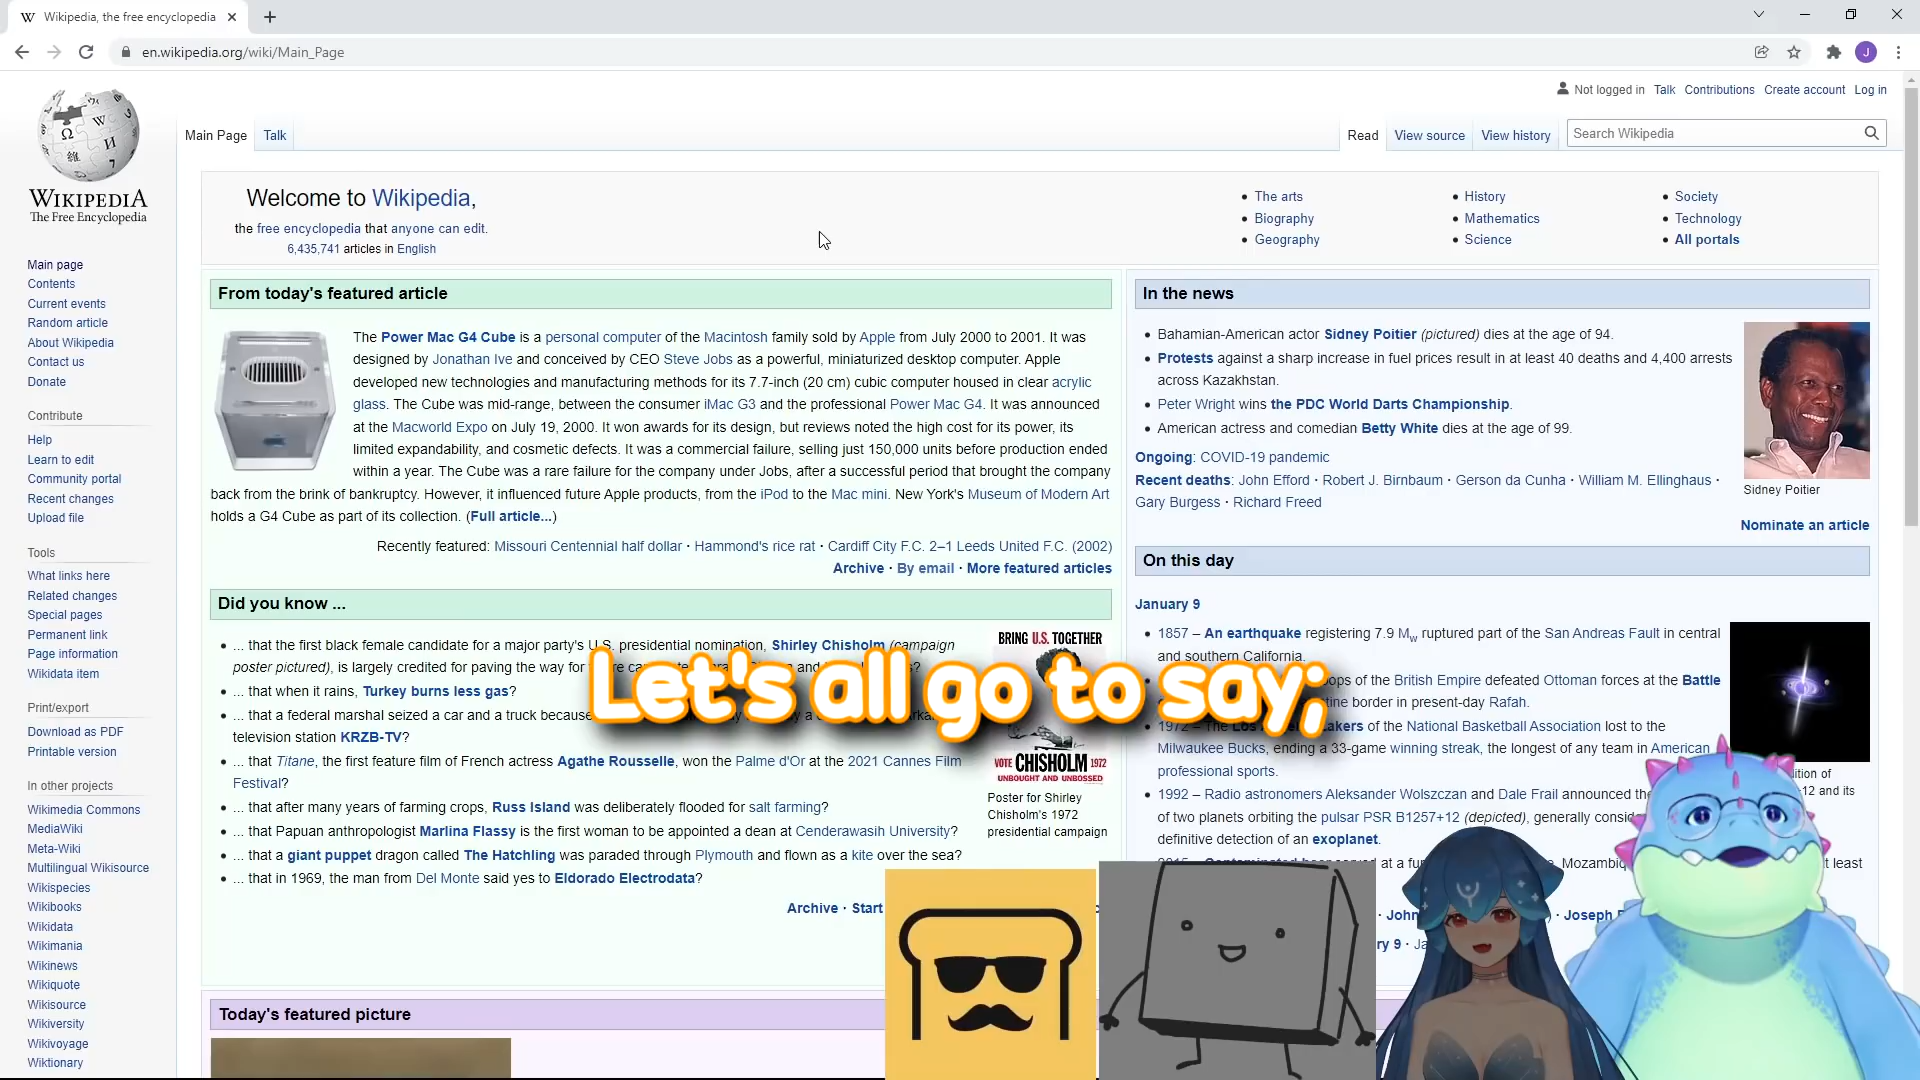 Wikipedia, the free encyclopedia
en.wikipedia.org/wiki/Main_Page
J
Not logged in Talk Contributions Create account Log in
Main Page Talk
Read View source View history Search Wikipedia
WIKIPEDIA
The Free Encyclopedia
Main page
Contents
Current events
Random article
About Wikipedia
Contact us
Donate
Contribute
Help
Learn to edit
Community portal
Recent changes
Upload file
Tools
What links here
Related changes
Special pages
Permanent link
Page information
Wikidata item
Print/export
Download as PDF
Printable version
In other projects
Wikimedia Commons
MediaWiki
Meta-Wiki
Multilingual Wikisource
Wikispecies
Wikibooks
Wikidata
Wikimania
Wikinews
Wikiquote
Wikisource
Wikiversity
Wikivoyage
Wiktionary
Welcome to Wikipedia,
the free encyclopedia that anyone can edit.
6,435,741 articles in English
The arts
Biography
Geography
History
Mathematics
Science
Society
Technology
All portals
From today's featured article
The Power Mac G4 Cube is a personal computer of the Macintosh family sold by Apple from July 2000 to 2001. It was
designed by Jonathan Ive and conceived by CEO Steve Jobs as a powerful, miniaturized desktop computer. Apple
developed new technologies and manufacturing methods for its 7.7-inch (20 cm) cubic computer housed in clear acrylic
glass. The Cube was mid-range, between the consumer iMac G3 and the professional Power Mac G4. It was announced
at the Macworld Expo on July 19, 2000. It won awards for its design, but reviews noted the high cost for its power, its
limited expandability, and cosmetic defects. It was a commercial failure, selling just 150,000 units before production ended
within a year. The Cube was a rare failure for the company under Jobs, after a successful period that brought the company
back from the brink of bankruptcy. However, it influenced future Apple products, from the iPod to the Mac mini. New York's Museum of Modern Art
holds a G4 Cube as part of its collection. (Full article...)
Recently featured: Missouri Centennial half dollar · Hammond's rice rat · Cardiff City F.C. 2–1 Leeds United F.C. (2002)
Archive · By email · More featured articles
Did you know ...
... that the first black female candidate for a major party's U.S. presidential nomination, Shirley Chisholm (campaign
poster pictured), is largely credited for paving the way for
... that when it rains, Turkey burns less gas?
... that a federal marshal seized a car and a truck because
television station KRZB-TV?
... that Titane, the first feature film of French actress Agathe Rousselle, won the Palme d'Or at the 2021 Cannes Film
Festival?
... that after many years of farming crops, Russ Island was deliberately flooded for salt farming?
... that Papuan anthropologist Marlina Flassy is the first woman to be appointed a dean at Cenderawasih University?
... that a giant puppet dragon called The Hatchling was paraded through Plymouth and flown as a kite over the sea?
... that in 1969, the man from Del Monte said yes to Eldorado Electrodata?
Archive · Start
BRING U.S. TOGETHER
VOTE CHISHOLM 1972
UNBOUGHT AND UNBOSSED
Poster for Shirley
Chisholm's 1972
presidential campaign
Let's all go to say;
Today's featured picture
In the news
Bahamian-American actor Sidney Poitier (pictured) dies at the age of 94.
Protests against a sharp increase in fuel prices result in at least 40 deaths and 4,400 arrests
across Kazakhstan.
Peter Wright wins the PDC World Darts Championship.
American actress and comedian Betty White dies at the age of 99.
Sidney Poitier
Ongoing: COVID-19 pandemic
Recent deaths: John Efford · Robert J. Birnbaum · Gerson da Cunha · William M. Ellinghaus ·
Gary Burgess · Richard Freed
Nominate an article
On this day
January 9
1857 – An earthquake registering 7.9 Mw ruptured part of the San Andreas Fault in central
and southern California.
of the British Empire defeated Ottoman forces at the Battle
border in present-day Rafah.
1972 – The Los of the National Basketball Association lost to the
Milwaukee Bucks, ending a 33-game winning streak, the longest of any team in American
professional sports.
1992 – Radio astronomers Aleksander Wolszczan and Dale Frail announced the
of two planets orbiting the pulsar PSR B1257+12 (depicted), generally
definitive detection of an exoplanet.
at a least
· John · Joseph
of
+12 and its